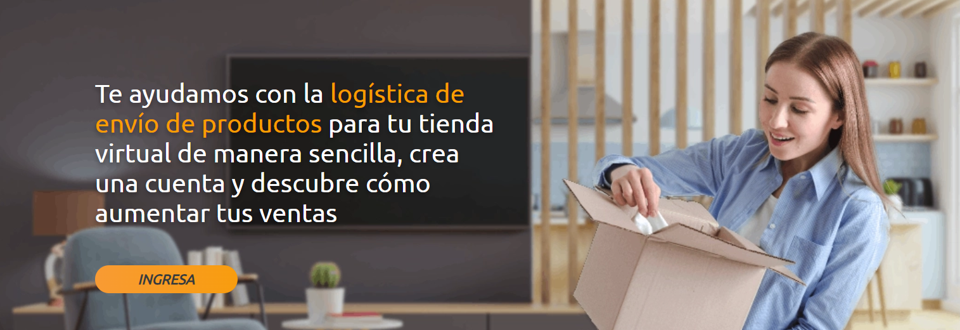 Te ayudamos con la logística de
envío de productos para tu tienda
virtual de manera sencilla, crea
una cuenta y descubre cómo
aumentar tus ventas
INGRESA